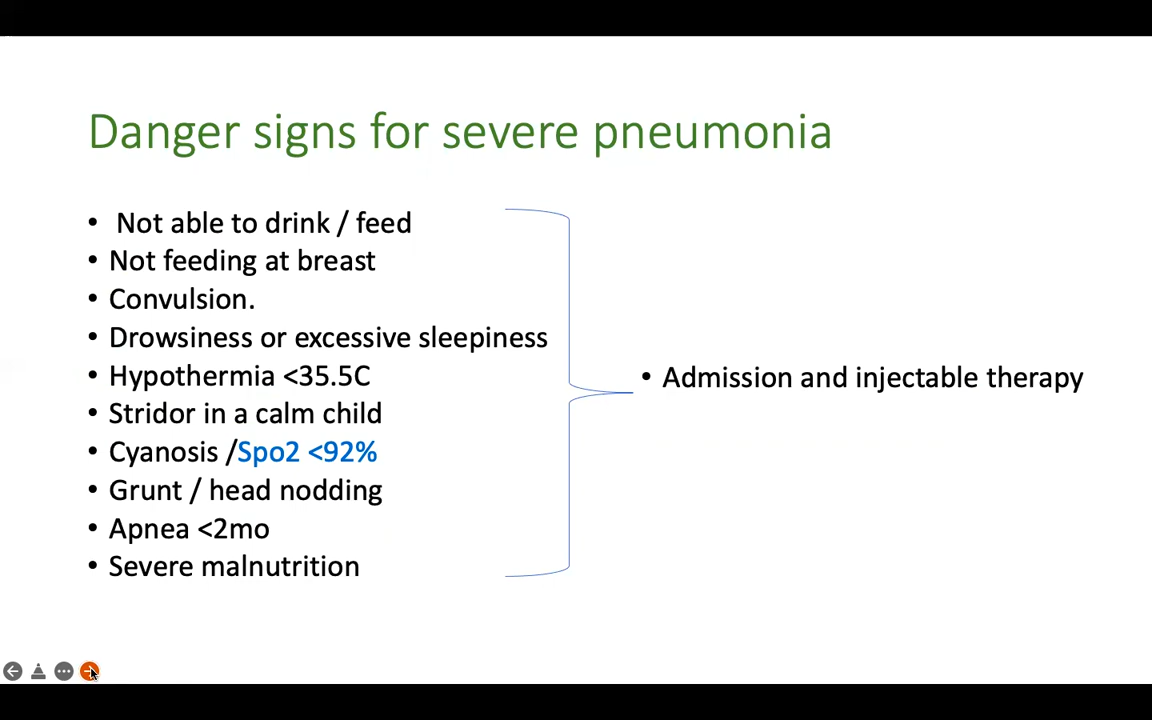 Danger signs for severe pneumonia
• Not able to drink / feed
• Not feeding at breast
• Convulsion.
• Drowsiness or excessive sleepiness
• Hypothermia <35.5C
• Stridor in a calm child
• Cyanosis /Spo2 <92%
• Grunt / head nodding
• Apnea <2mo
• Severe malnutrition
• Admission and injectable therapy